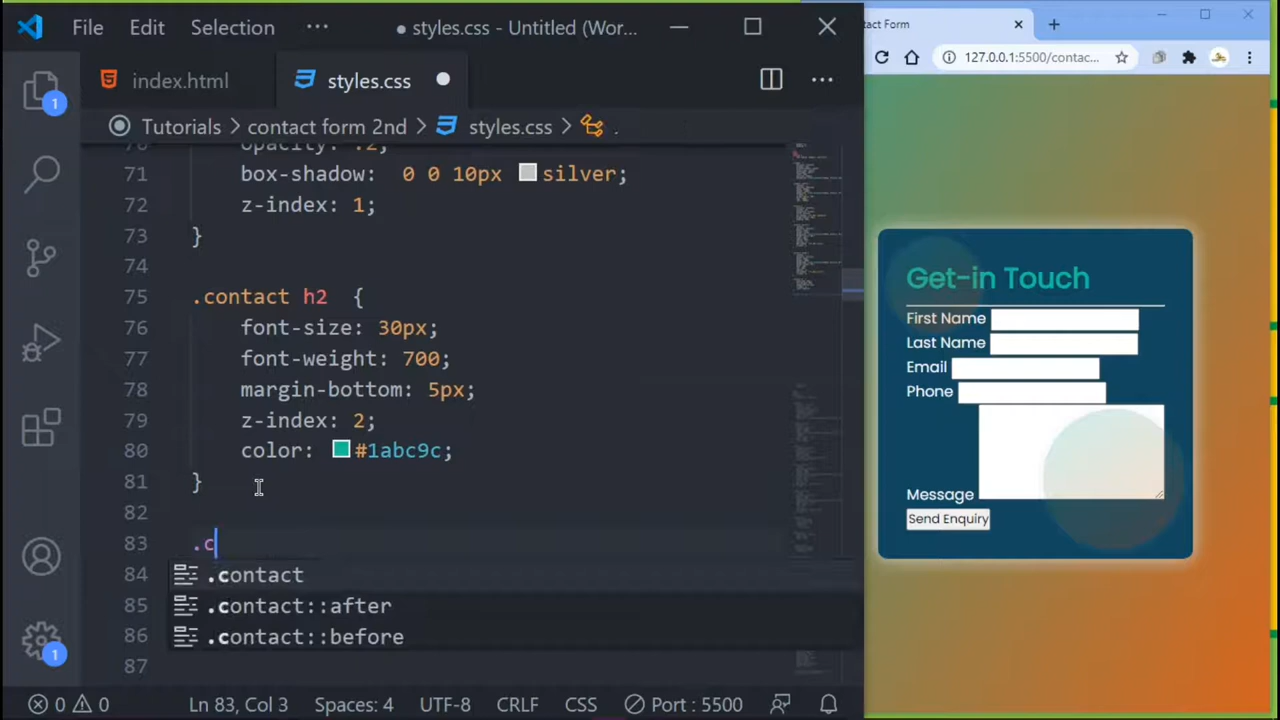 File Edit Selection ··· ● styles.css - Untitled (Wor...
index.html styles.css
Tutorials > contact form 2nd > styles.css > .
opacity: .2;
71 box-shadow: 0 0 10px silver;
72 z-index: 1;
73 }
74
75 .contact h2 {
76 font-size: 30px;
77 font-weight: 700;
78 margin-bottom: 5px;
79 z-index: 2;
80 color: #1abc9c;
81 }
82
83 .c
84 .contact
85 .contact::after
86 .contact::before
87
1
1
0 0 Ln 83, Col 3 Spaces: 4 UTF-8 CRLF CSS Port : 5500
tact Form
127.0.0.1:5500/contac...
Get-in Touch
First Name
Last Name
Email
Phone
Message
Send Enquiry